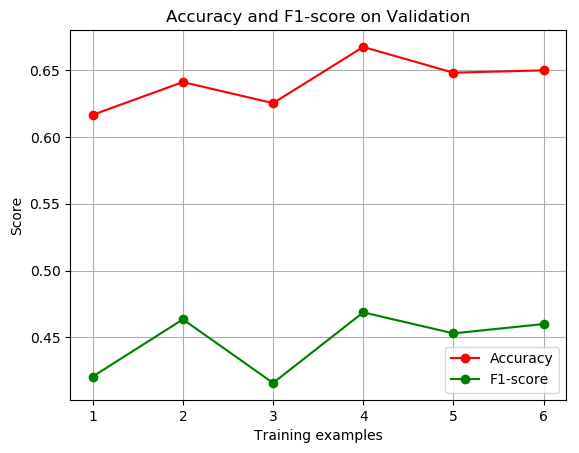 Accuracy and F1-score on Validation
Score
0.65
0.60
0.55
0.50
0.45
Accuracy
F1-score
1 2 3 4 5 6
Training examples